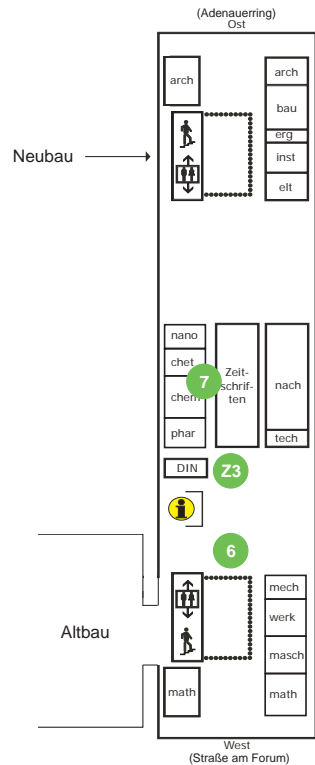 (Adenauerring)
Ost
arch
arch
bau
erg
inst
elt
Neubau
nano
chet
chem
phar
7
Zeit-
schrif-
ten
nach
tech
DIN
Z3
i
6
Altbau
mech
werk
masch
math
math
West
(Straße am Forum)